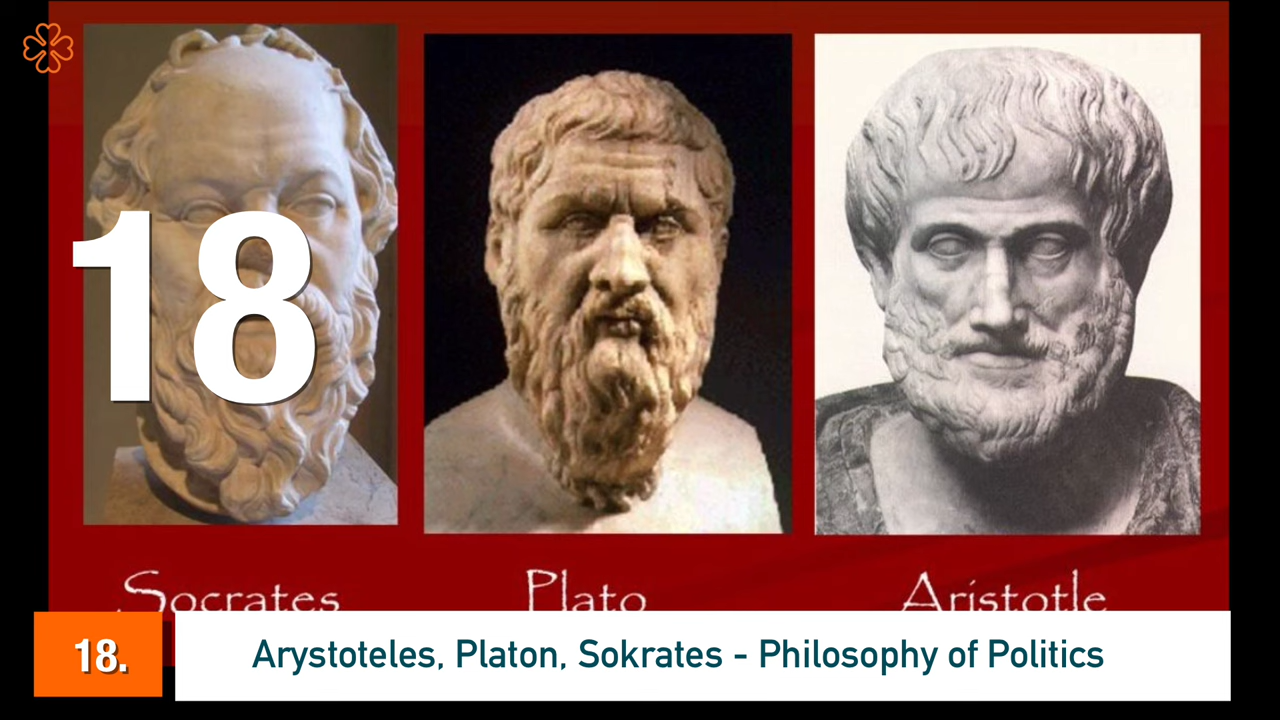 18
Socrates
Plato
Aristotle
18.
Arystoteles, Platon, Sokrates - Philosophy of Politics